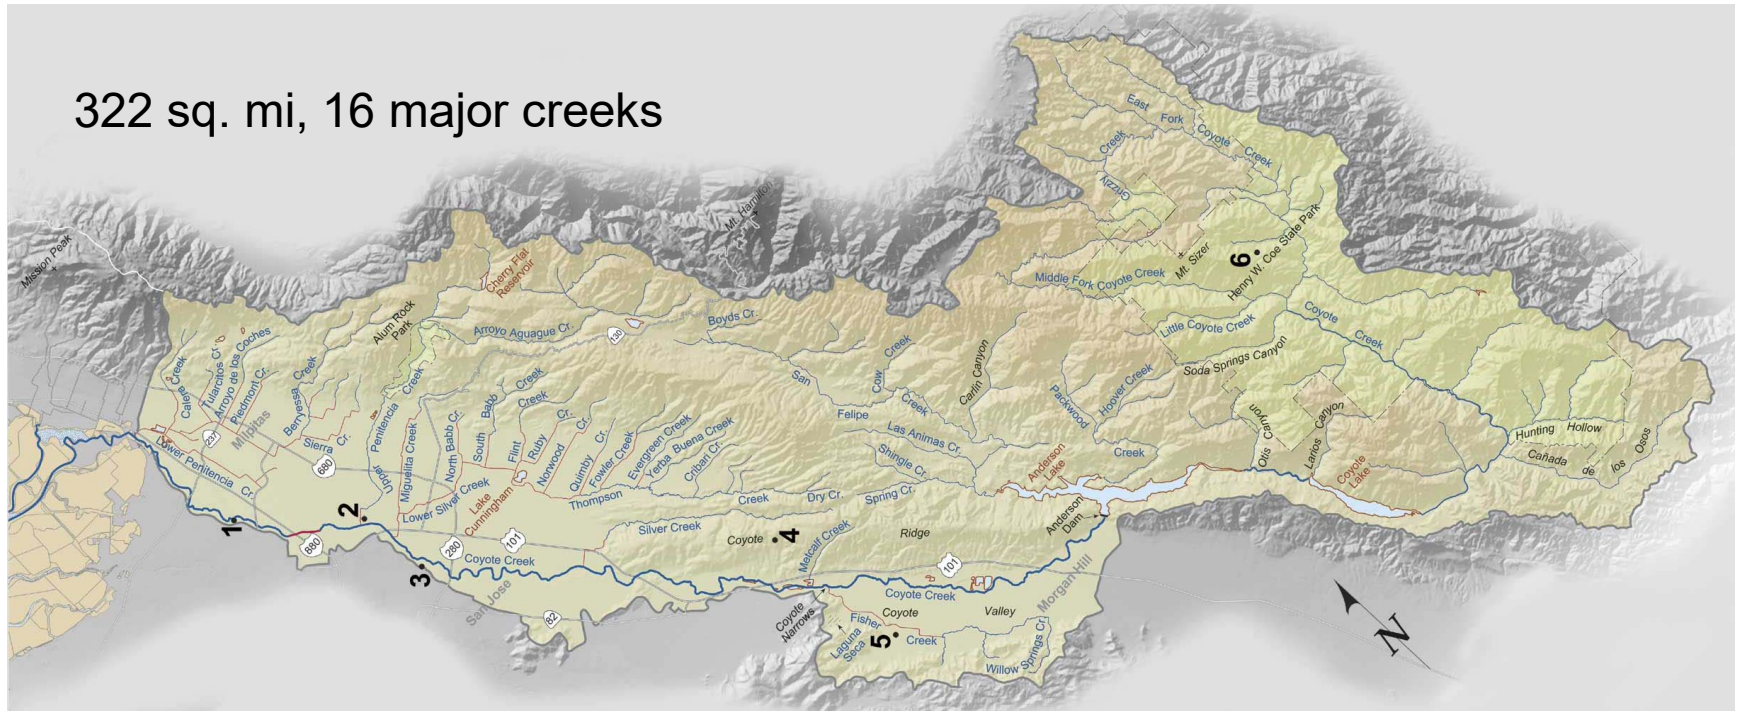 322 sq. mi, 16 major creeks
East
Fork
Coyote
Creek
Grizzly
Creek
Mt. Hamilton
Mission Peak
Mt. Sizer
6
Henry W. Coe State Park
Middle Fork Coyote Creek
Cherry Flat
Reservoir
Alum Rock
Park
Arroyo Aguague Cr.
130
Boyds Cr.
Little Coyote Creek
Coyote
Creek
Soda Springs Canyon
Calera Creek
Tularcitos Cr.
Arroyo de los Coches
Piedmont Cr.
Berryessa Creek
Milpitas
237
Sierra Cr.
680
Lower Penitencia Cr.
Upper
Penitencia
Creek
Miguelita Creek
North Babb Cr.
South
Babb
Creek
Flint
Creek
Ruby
Cr.
Norwood
Cr.
Quimby
Cr.
Fowler Creek
Evergreen Creek
Yerba Buena Creek
Cribari Cr.
Lower Silver Creek
Lake
Cunningham
Thompson
Creek
Dry Cr.
Spring Cr.
San
Felipe
Creek
Cow
Creek
Las Animas Cr.
Shingle Cr.
Carlin Canyon
Packwood
Creek
Hoover Creek
Otis Canyon
Larios Canyon
Hunting Hollow
Cañada de los Osos
Anderson
Lake
Coyote
Lake
Anderson
Dam
1
2
3
880
280
101
Silver Creek
Coyote
4
Ridge
Metcalf Creek
Coyote Creek
San Jose
82
101
Coyote Creek
Morgan Hill
Coyote
Narrows
Coyote
Valley
Fisher
Creek
5
Laguna
Seca
Willow Springs Cr.
N